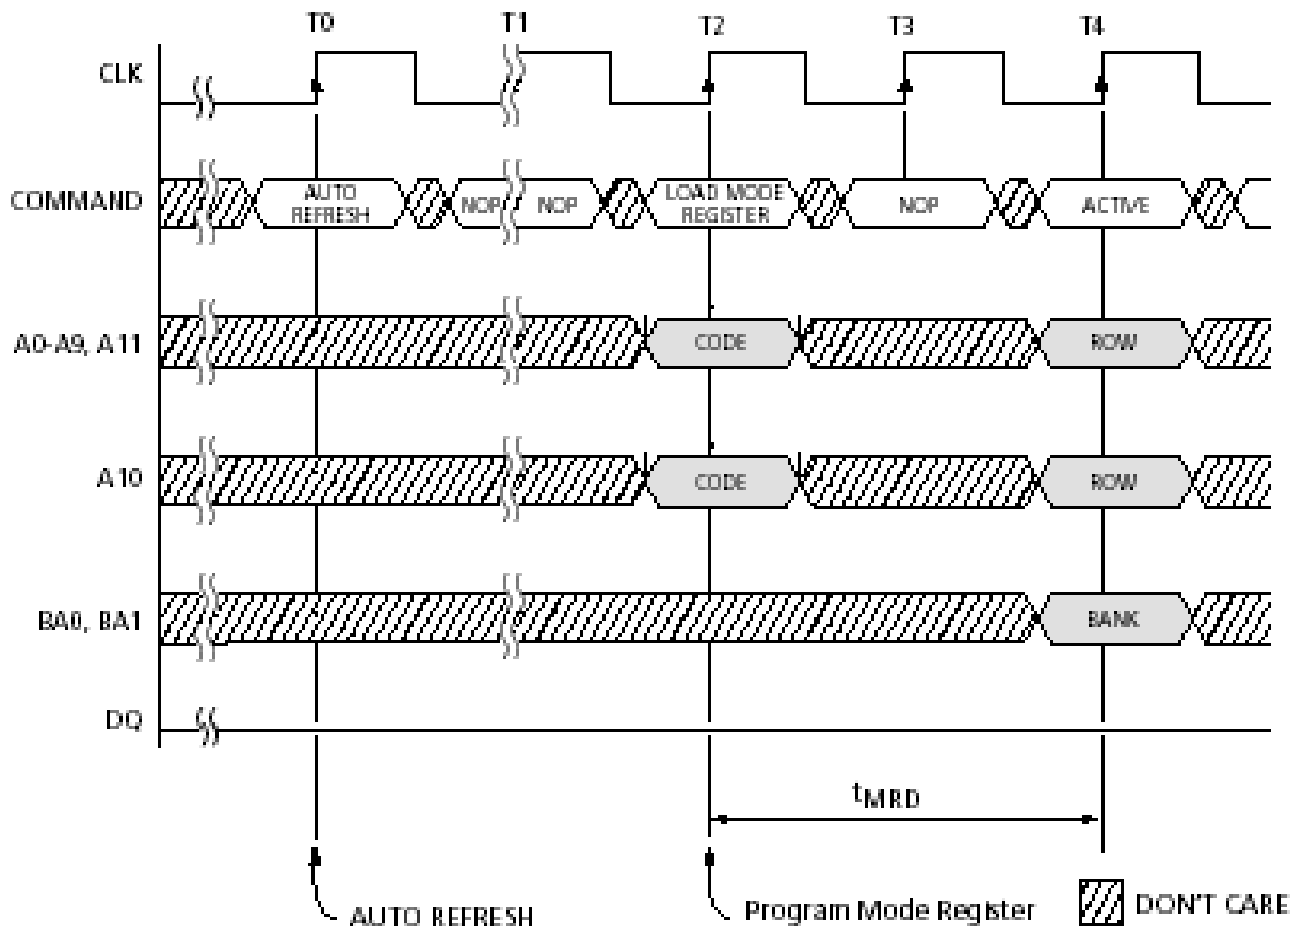 T0 T1 T2 T3 T4
CLK
COMMAND
AUTO
REFRESH
NOP
NOP
LOAD MODE
REGISTER
NOP
ACTIVE
A0-A9, A11
CODE
ROW
A10
CODE
ROW
BA0, BA1
BANK
DQ
tMRD
AUTO REFRESH
Program Mode Register
DON'T CARE